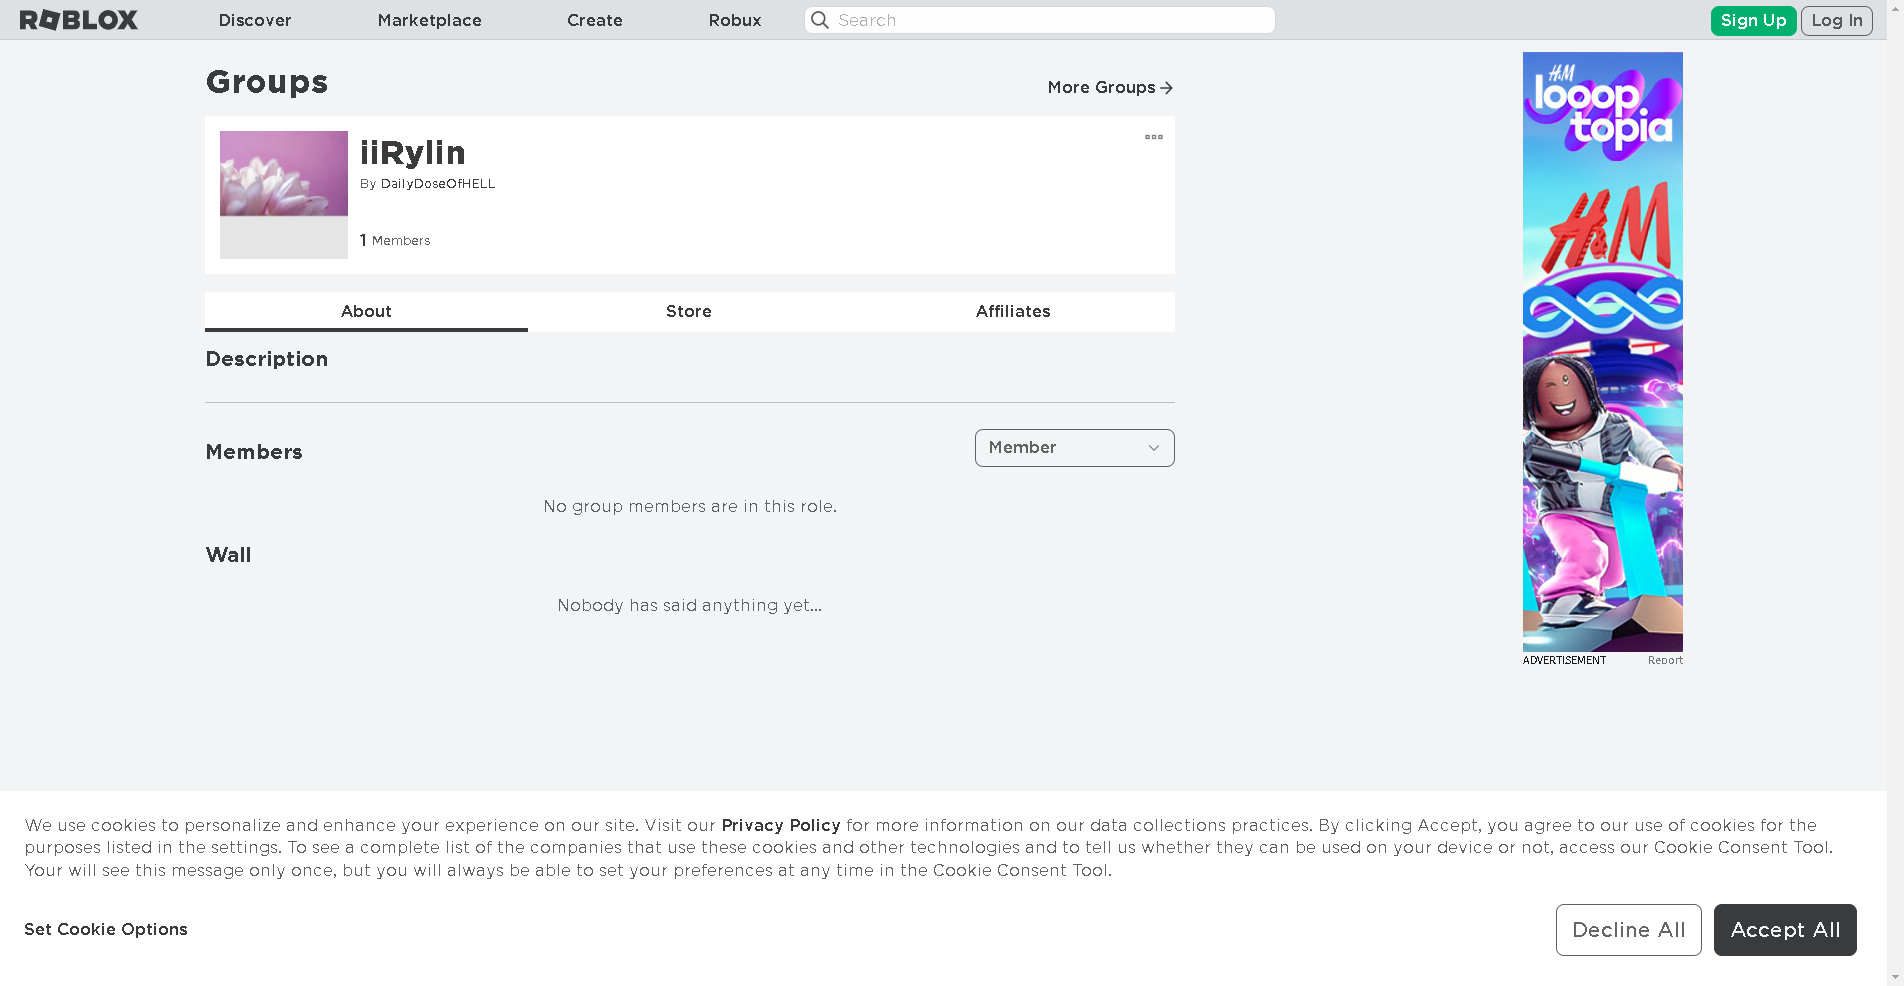 ROBLOX Discover Marketplace Create Robux Search Sign Up Log In
Groups
More Groups
iiRylin
By DailyDoseOfHELL
1 Members
About Store Affiliates
Description
Members
Member
No group members are in this role.
Wall
Nobody has said anything yet...
H&M
looop
topia
H&M
ADVERTISEMENT Report
We use cookies to personalize and enhance your experience on our site. Visit our Privacy Policy for more information on our data collections practices. By clicking Accept, you agree to our use of cookies for the
purposes listed in the settings. To see a complete list of the companies that use these cookies and other technologies and to tell us whether they can be used on your device or not, access our Cookie Consent Tool.
Your will see this message only once, but you will always be able to set your preferences at any time in the Cookie Consent Tool.
Set Cookie Options
Decline All Accept All